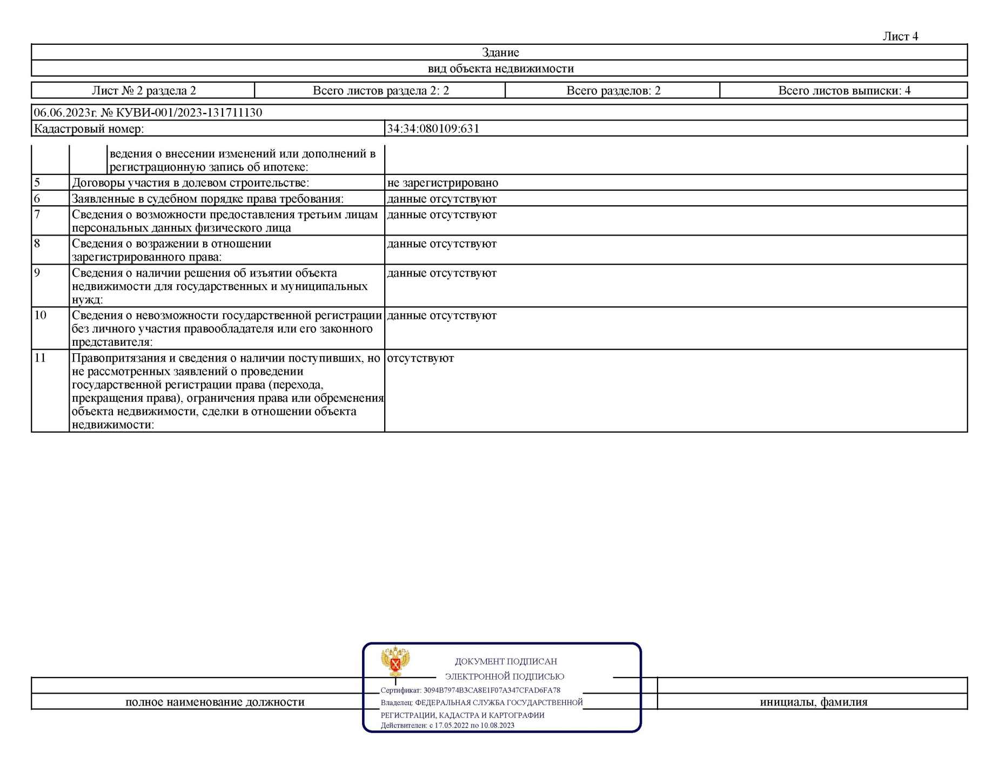 Лист 4
Здание
вид объекта недвижимости
Лист № 2 раздела 2 Всего листов раздела 2: 2 Всего разделов: 2 Всего листов выписки: 4
06.06.2023г. № КУВИ-001/2023-131711130
Кадастровый номер: 34:34:080109:631
ведения о внесении изменений или дополнений в
регистрационную запись об ипотеке:
5 Договоры участия в долевом строительстве: не зарегистрировано
6 Заявленные в судебном порядке права требования: данные отсутствуют
7 Сведения о возможности предоставления третьим лицам данные отсутствуют
персональных данных физического лица
8 Сведения о возражении в отношении данные отсутствуют
зарегистрированного права:
9 Сведения о наличии решения об изъятии объекта данные отсутствуют
недвижимости для государственных и муниципальных
нужд:
10 Сведения о невозможности государственной регистрации данные отсутствуют
без личного участия правообладателя или его законного
представителя:
11 Правопритязания и сведения о наличии поступивших, но отсутствуют
не рассмотренных заявлений о проведении
государственной регистрации права (перехода,
прекращения права), ограничения права или обременения
объекта недвижимости, сделки в отношении объекта
недвижимости:
ДОКУМЕНТ ПОДПИСАН
ЭЛЕКТРОННОЙ ПОДПИСЬЮ
Сертификат: 3094B7974B3CA8E1F07A347CFAD6FA78
полное наименование должности Владелец: ФЕДЕРАЛЬНАЯ СЛУЖБА ГОСУДАРСТВЕННОЙ инициалы, фамилия
РЕГИСТРАЦИИ, КАДАСТРА И КАРТОГРАФИИ
Действителен: с 17.05.2022 по 10.08.2023